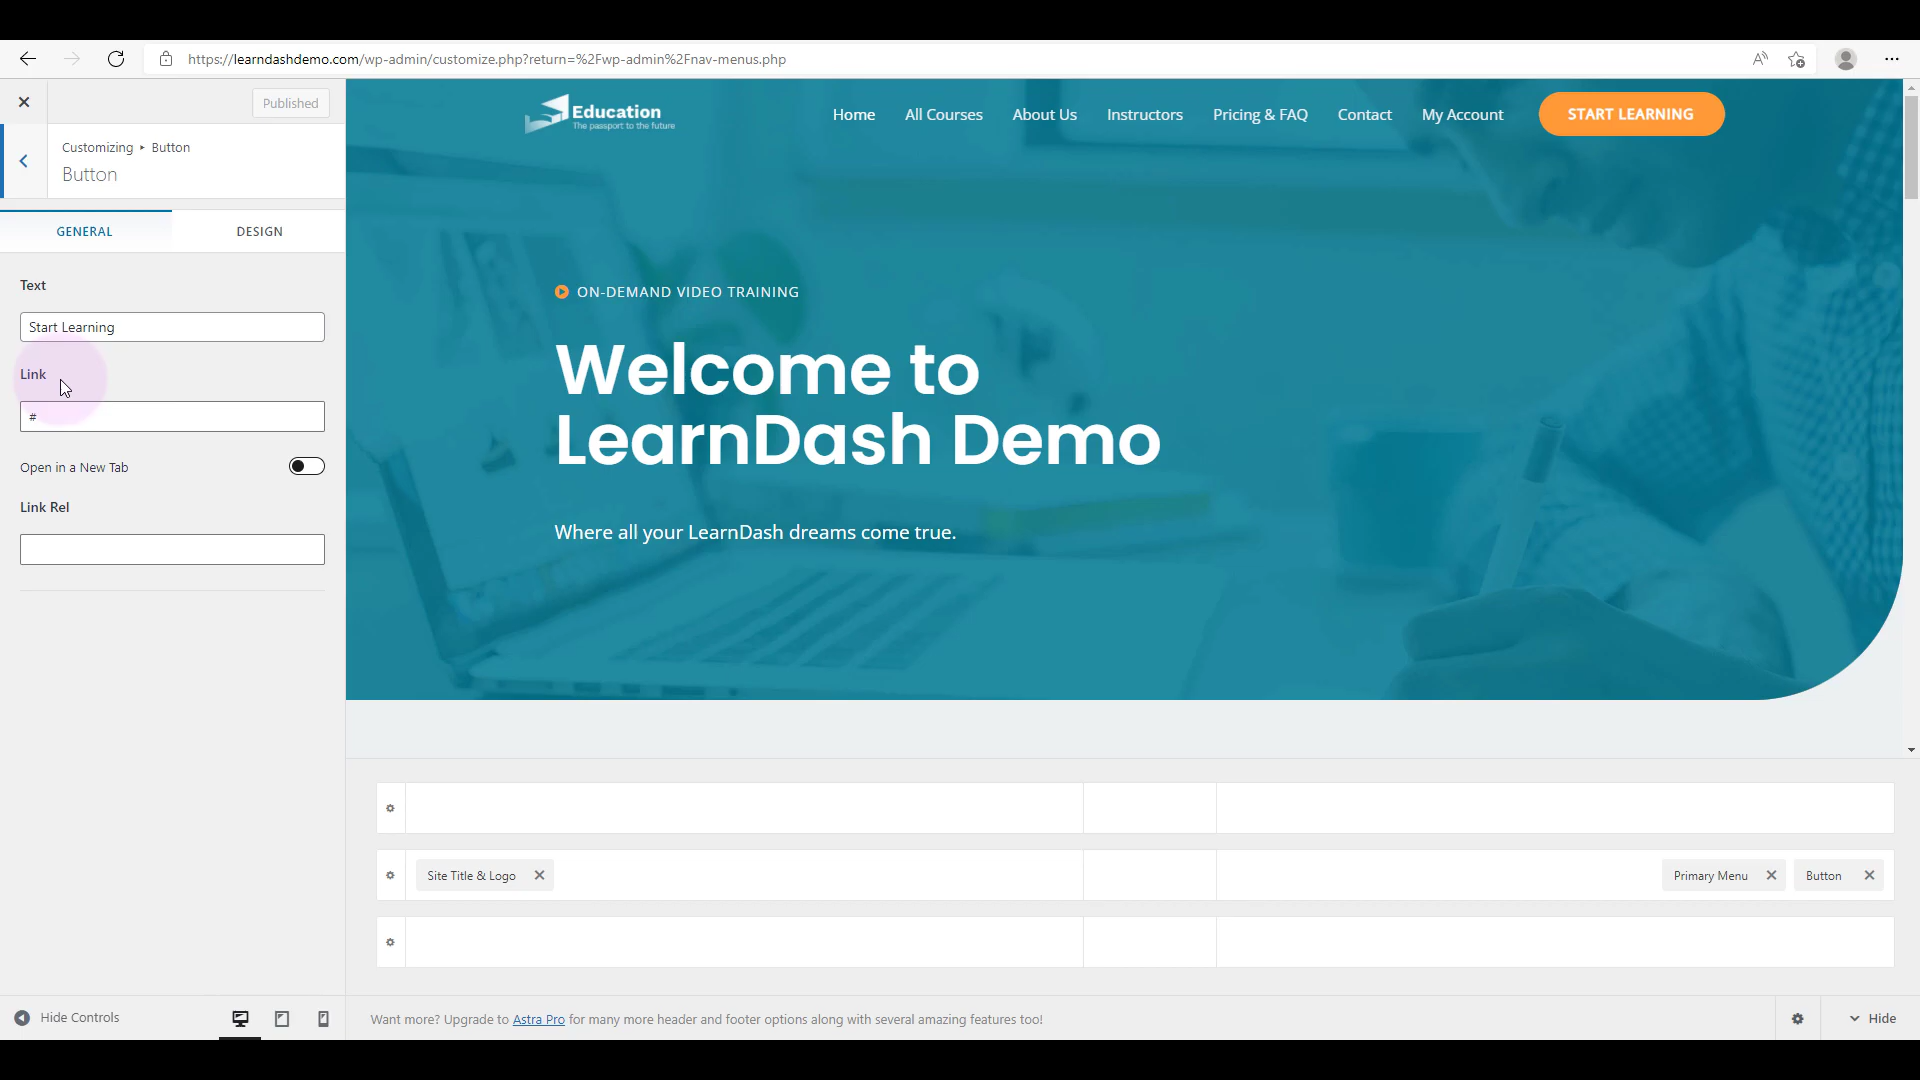 https://learndashdemo.com/wp-admin/customize.php?return=%2Fwp-admin%2Fnav-menus.php
Published
Customizing ▸ Button
Button
GENERAL
DESIGN
Text
Start Learning
Link
#
Open in a New Tab
Link Rel
Education
The passport to the future
Home
All Courses
About Us
Instructors
Pricing & FAQ
Contact
My Account
START LEARNING
ON-DEMAND VIDEO TRAINING
Welcome to
LearnDash Demo
Where all your LearnDash dreams come true.
Site Title & Logo
Primary Menu
Button
Hide Controls
Want more? Upgrade to Astra Pro for many more header and footer options along with several amazing features too!
Hide